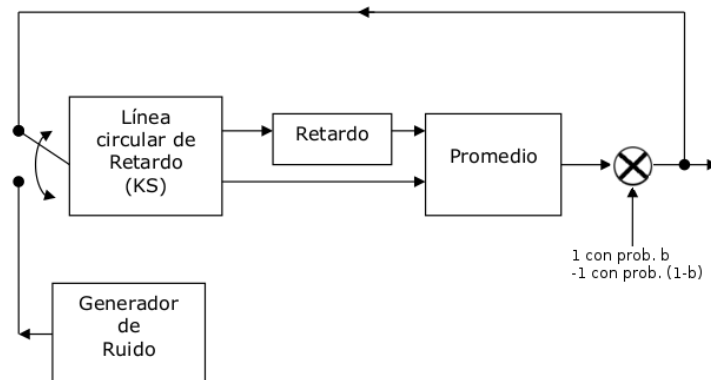 Línea
circular de
Retardo
(KS)
Retardo
Promedio
1 con prob. b
-1 con prob. (1-b)
Generador
de
Ruido